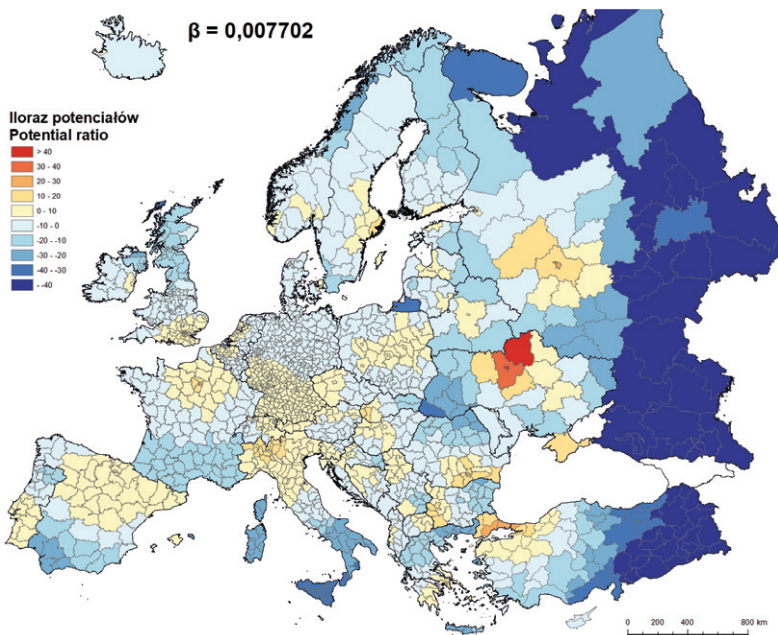 β = 0,007702
Iloraz potenciałów
Potential ratio
> 40
30 - 40
20 - 30
10 - 20
0 - 10
-10 - 0
-20 - -10
-30 - -20
-40 - -30
- -40
0 200 400 800 km